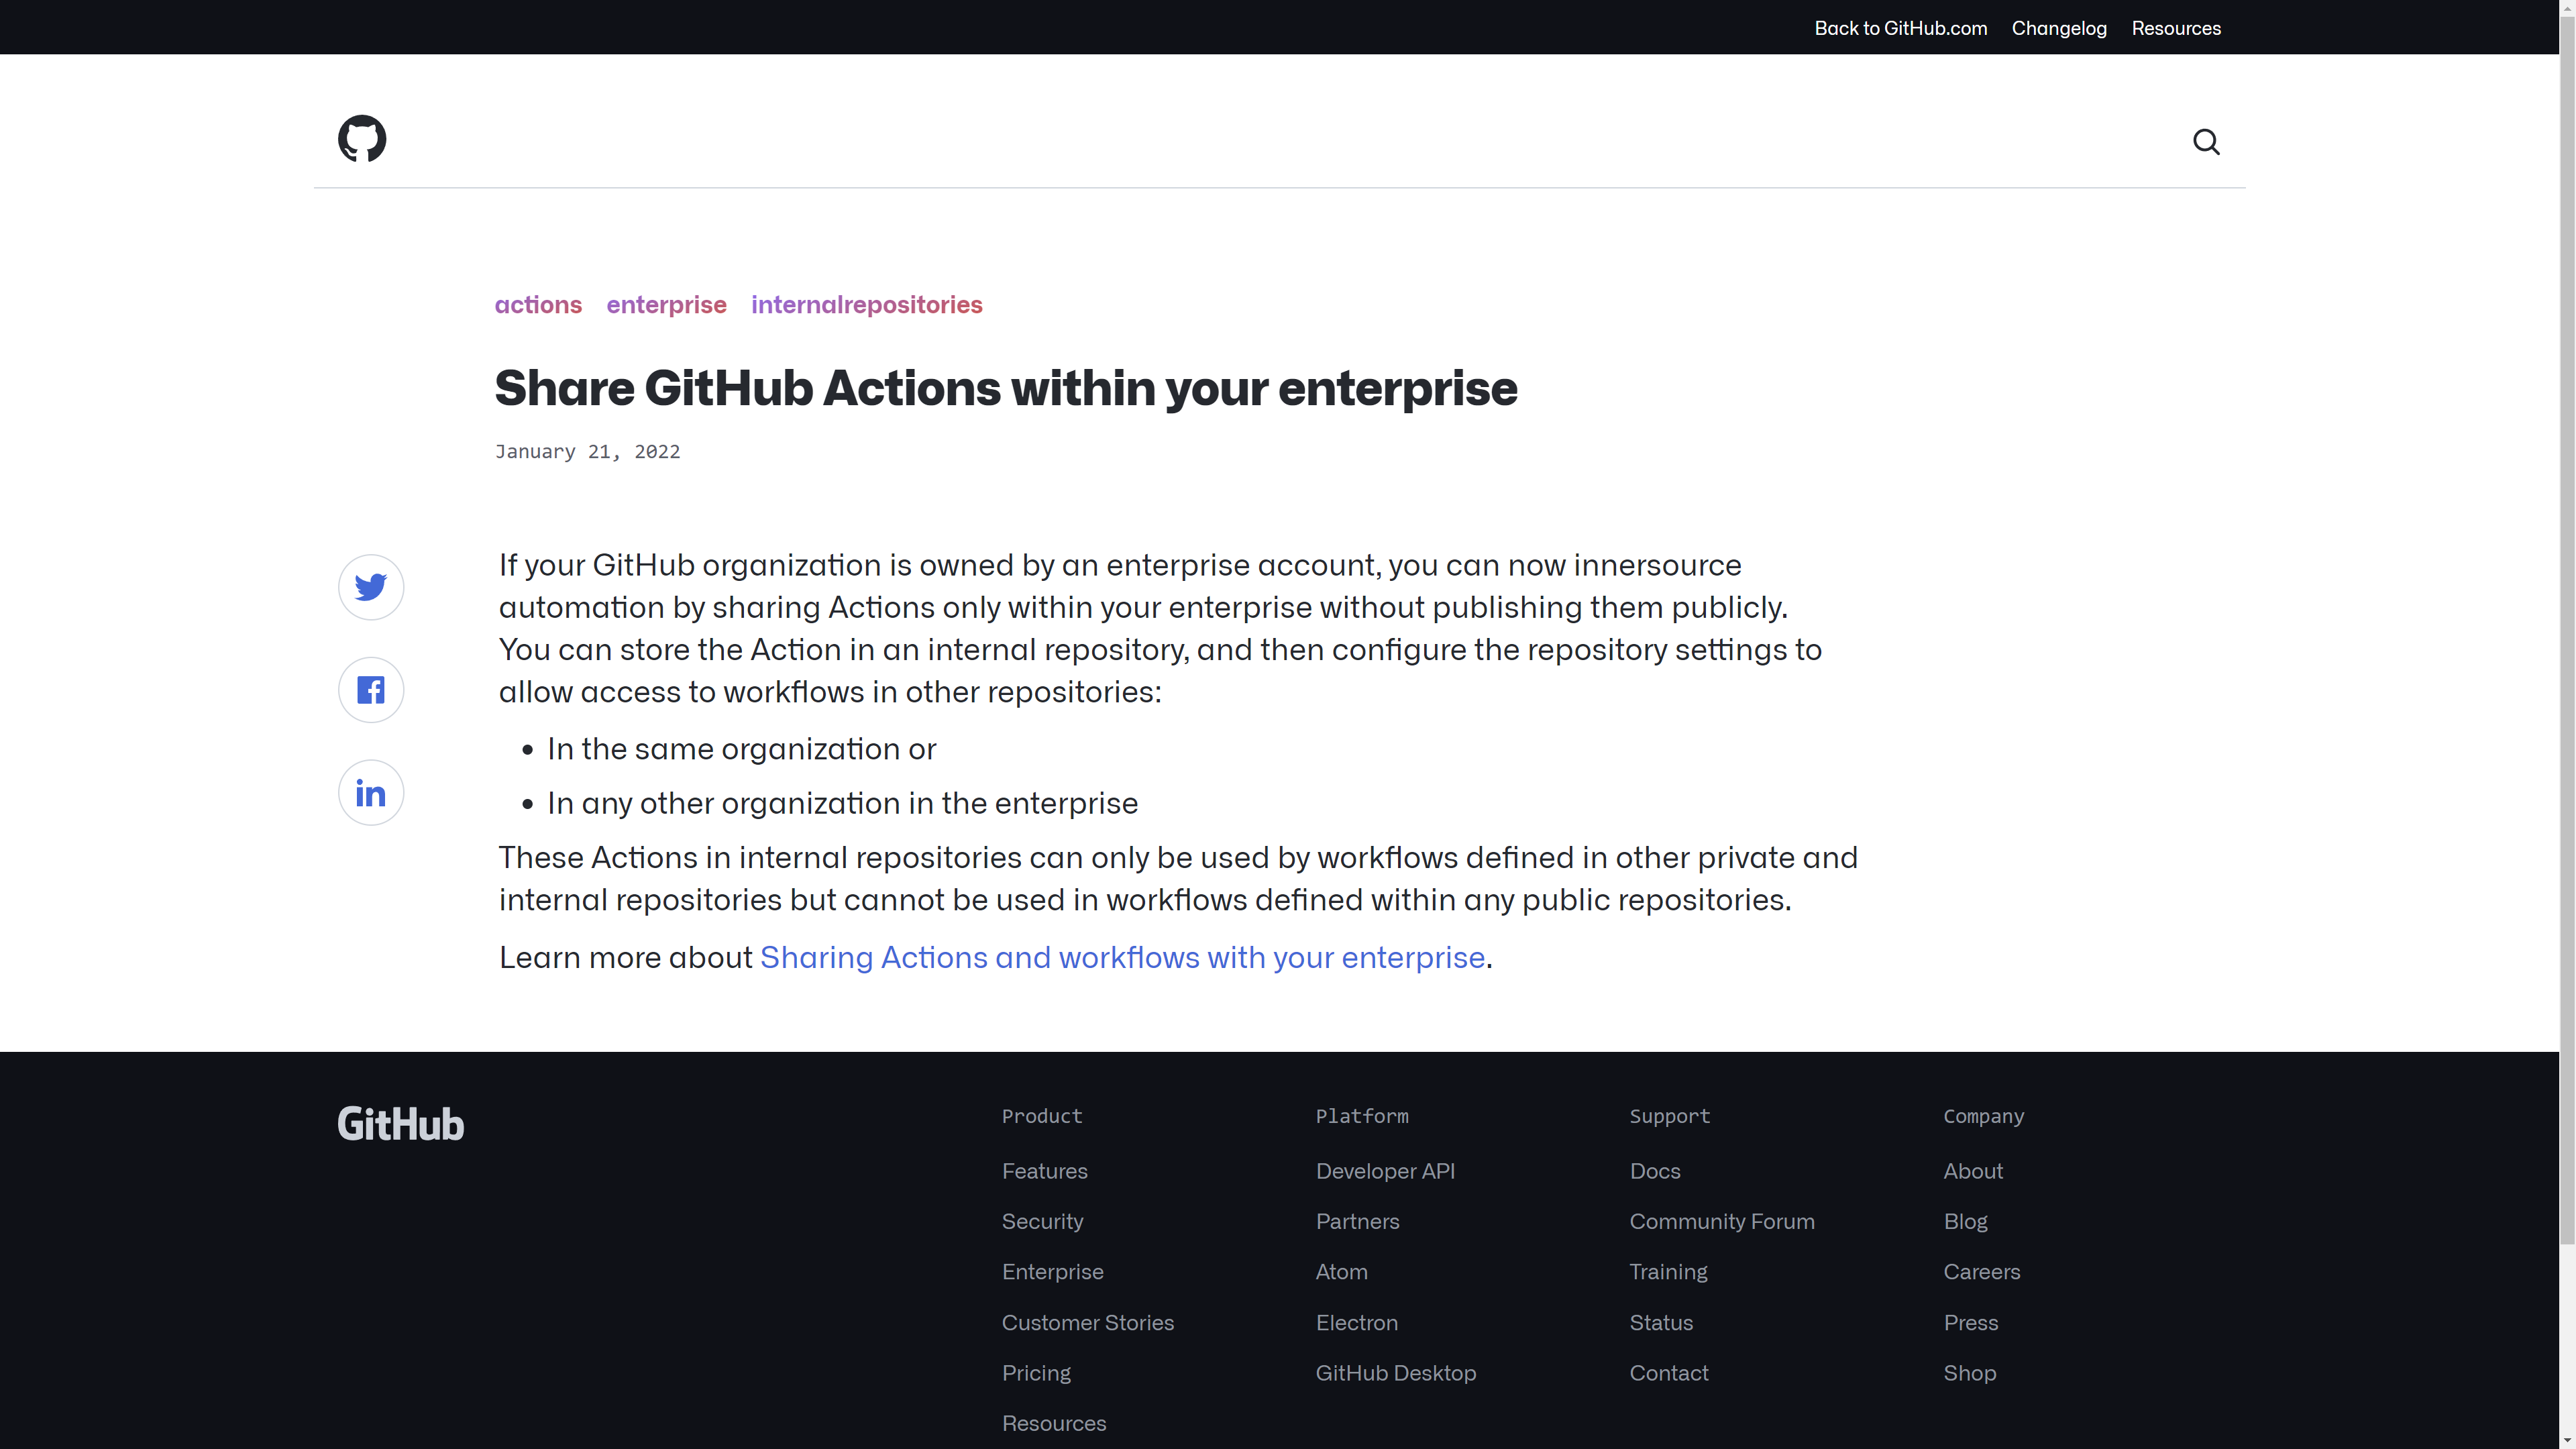 Back to GitHub.com Changelog Resources
actions enterprise internalrepositories
Share GitHub Actions within your enterprise
January 21, 2022
If your GitHub organization is owned by an enterprise account, you can now innersource
automation by sharing Actions only within your enterprise without publishing them publicly.
You can store the Action in an internal repository, and then configure the repository settings to
allow access to workflows in other repositories:
• In the same organization or
• In any other organization in the enterprise
These Actions in internal repositories can only be used by workflows defined in other private and
internal repositories but cannot be used in workflows defined within any public repositories.
Learn more about Sharing Actions and workflows with your enterprise.
GitHub
Product
Features
Security
Enterprise
Customer Stories
Pricing
Resources
Platform
Developer API
Partners
Atom
Electron
GitHub Desktop
Support
Docs
Community Forum
Training
Status
Contact
Company
About
Blog
Careers
Press
Shop